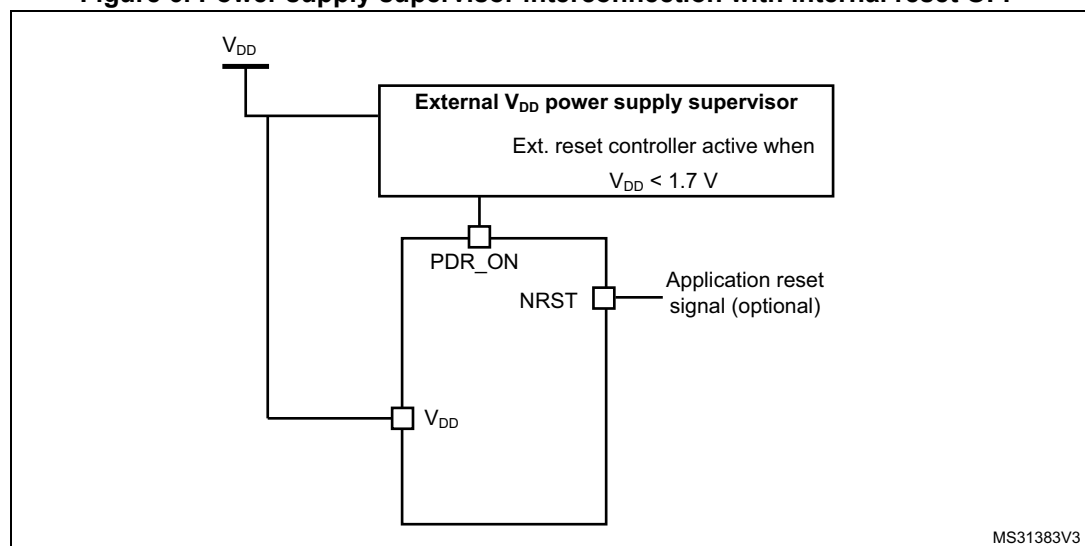 V_DD
External V_DD power supply supervisor
Ext. reset controller active when
V_DD < 1.7 V
PDR_ON
NRST
Application reset
signal (optional)
V_DD
MS31383V3